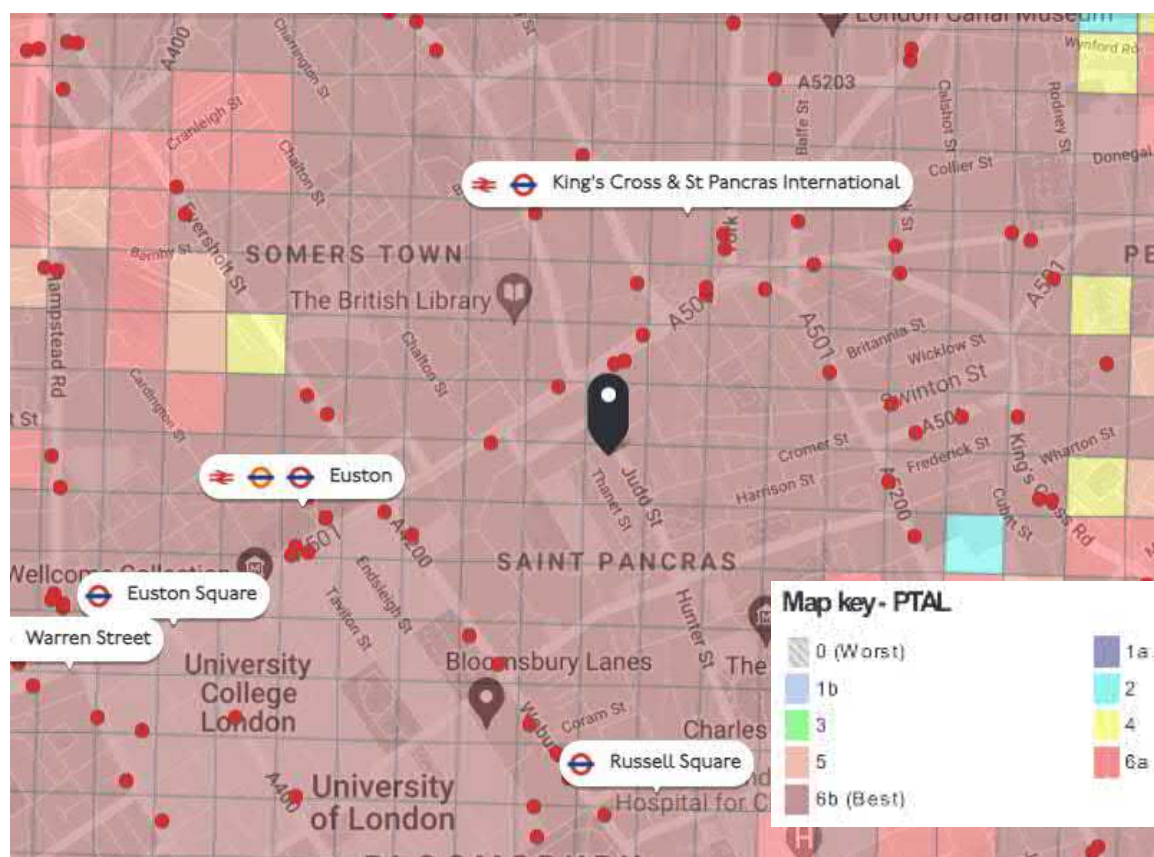 London Canal Museum
A400
Charrington St
Wynford Rd
A5203
Cranleigh St
Chalton St
Balfe St
Calshot St
Rodney St
Collier St
Donegal
King's Cross & St Pancras International
Eversholt St
SOMERS TOWN
York
PE
The British Library
A501
A501
Hampstead Rd
Chalton St
A501
Britannia St
Wicklow St
Cardington St
Swinton St
t St
A501
Cromer St
Frederick St
King's Cross Rd
Wharton St
Euston
Thanet St
Judd St
Harrison St
A5200
Cubitt St
A501
A4200
SAINT PANCRAS
Wellcome Collection
Endsleigh St
Euston Square
Taviton St
Hunter St
Warren Street
University
College
London
Bloomsbury Lanes
The
Coram St
Charles
Russell Square
A400
University
of London
Hospital for C
Map key - PTAL
0 (Worst)
1a
1b
2
3
4
5
6a
6b (Best)